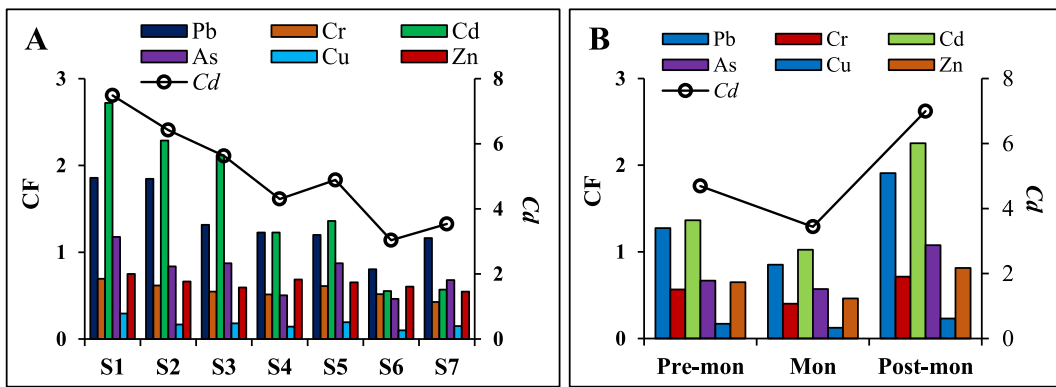 A
Pb Cr Cd
As Cu Zn
Cd
3
2
1
0
CF
8
6
4
2
0
Cd
S1 S2 S3 S4 S5 S6 S7
B
Pb Cr Cd
As Cu Zn
Cd
3
2
1
0
CF
8
6
4
2
0
Cd
Pre-mon Mon Post-mon